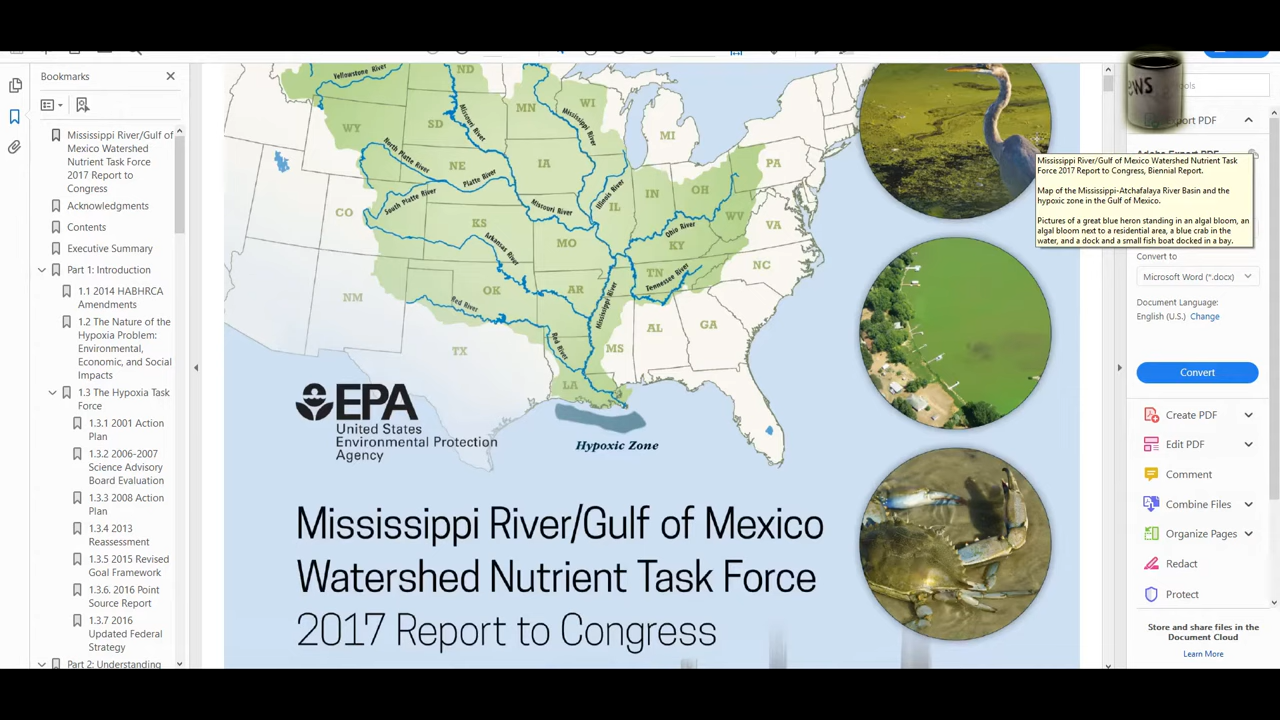 Bookmarks
Mississippi River/Gulf of
Mexico Watershed
Nutrient Task Force
2017 Report to
Congress
Acknowledgments
Contents
Executive Summary
Part 1: Introduction
1.1 2014 HABHRCA
Amendments
1.2 The Nature of the
Hypoxia Problem:
Environmental,
Economic, and Social
Impacts
1.3 The Hypoxia Task
Force
1.3.1 2001 Action
Plan
1.3.2 2006-2007
Science Advisory
Board Evaluation
1.3.3 2008 Action
Plan
1.3.4 2013
Reassessment
1.3.5 2015 Revised
Goal Framework
1.3.6. 2016 Point
Source Report
1.3.7 2016
Updated Federal
Strategy
Part 2: Understanding
Yellowstone River
ND
MN
WI
Mississippi River
MI
WY
SD
Missouri River
IA
North Platte River
NE
Platte River
South Platte River
CO
KS
Missouri River
Illinois River
IL
IN
OH
PA
WV
VA
Ohio River
MO
KY
Arkansas River
NC
TN
Tennessee River
NM
OK
AR
Mississippi River
Red River
TX
Red River
MS
AL
GA
LA
Hypoxic Zone
EPA
United States
Environmental Protection
Agency
Mississippi River/Gulf of Mexico
Watershed Nutrient Task Force
2017 Report to Congress
Mississippi River/Gulf of Mexico Watershed Nutrient Task
Force 2017 Report to Congress, Biennial Report.
Map of the Mississippi-Atchafalaya River Basin and the
hypoxic zone in the Gulf of Mexico.
Pictures of a great blue heron standing in an algal bloom, an
algal bloom next to a residential area, a blue crab in the
water, and a dock and a small fish boat docked in a bay.
Export PDF
Adobe Export PDF
Convert to
Microsoft Word (*.docx)
Document Language:
English (U.S.) Change
Convert
Create PDF
Edit PDF
Comment
Combine Files
Organize Pages
Redact
Protect
Store and share files in the
Document Cloud
Learn More